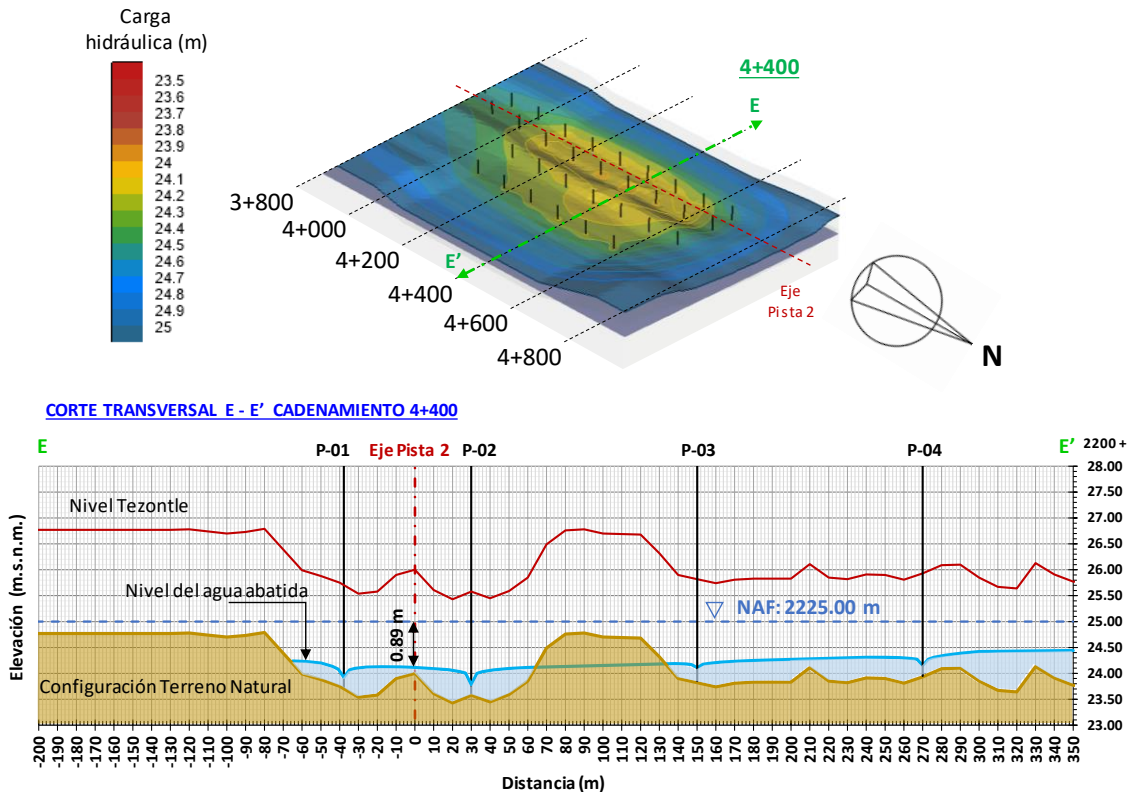 Carga
hidráulica (m)
23.5
23.6
23.7
23.8
23.9
24
24.1
24.2
24.3
24.4
24.5
24.6
24.7
24.8
24.9
25
4+400
E
3+800
4+000
4+200
E'
4+400
4+600
4+800
Eje
Pista 2
N
CORTE TRANSVERSAL E - E' CADENAMIENTO 4+400
E
P-01
Eje Pista 2
P-02
P-03
P-04
E'
2200 +
Nivel Tezontle
Nivel del agua abatida
0.89 m
NAF: 2225.00 m
Configuración Terreno Natural
Elevación (m.s.n.m.)
28.00
27.50
27.00
26.50
26.00
25.50
25.00
24.50
24.00
23.50
23.00
-200 -190 -180 -170 -160 -150 -140 -130 -120 -110 -100 -90 -80 -70 -60 -50 -40 -30 -20 -10 0 10 20 30 40 50 60 70 80 90 100 110 120 130 140 150 160 170 180 190 200 210 220 230 240 250 260 270 280 290 300 310 320 330 340 350
Distancia (m)